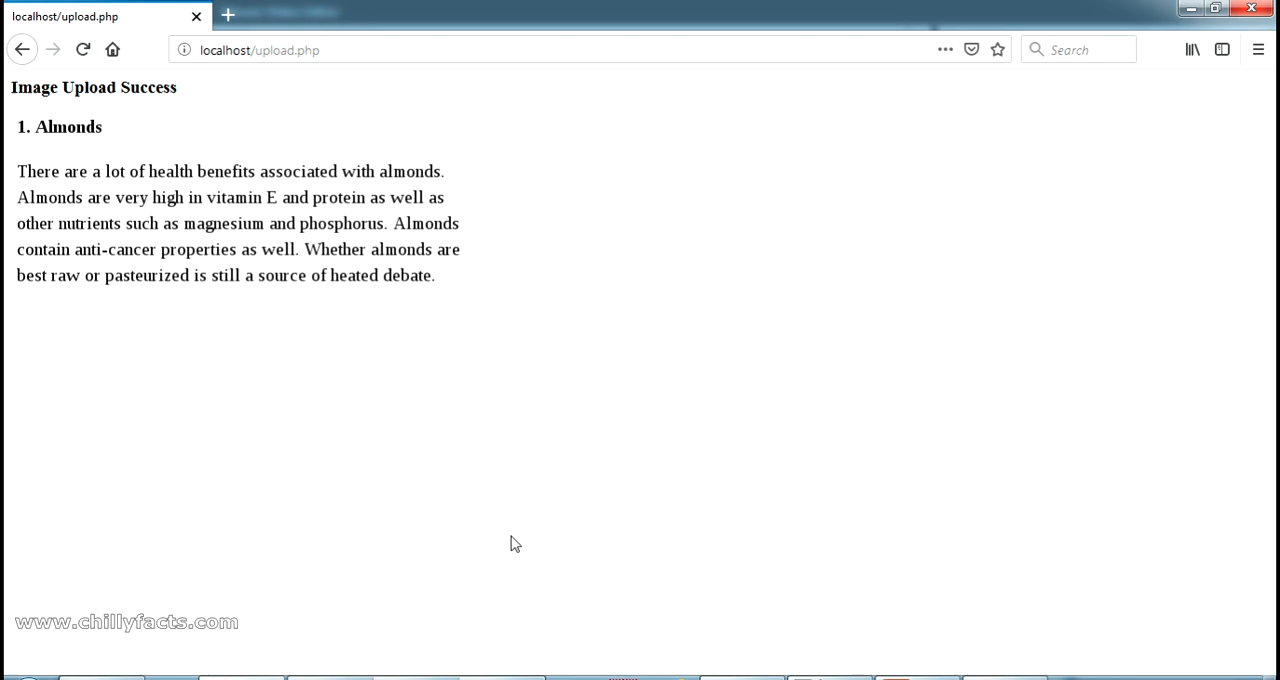 localhost/upload.php
localhost/upload.php
Search
Image Upload Success
1. Almonds
There are a lot of health benefits associated with almonds.
Almonds are very high in vitamin E and protein as well as
other nutrients such as magnesium and phosphorus. Almonds
contain anti-cancer properties as well. Whether almonds are
best raw or pasteurized is still a source of heated debate.
www.chillyfacts.com